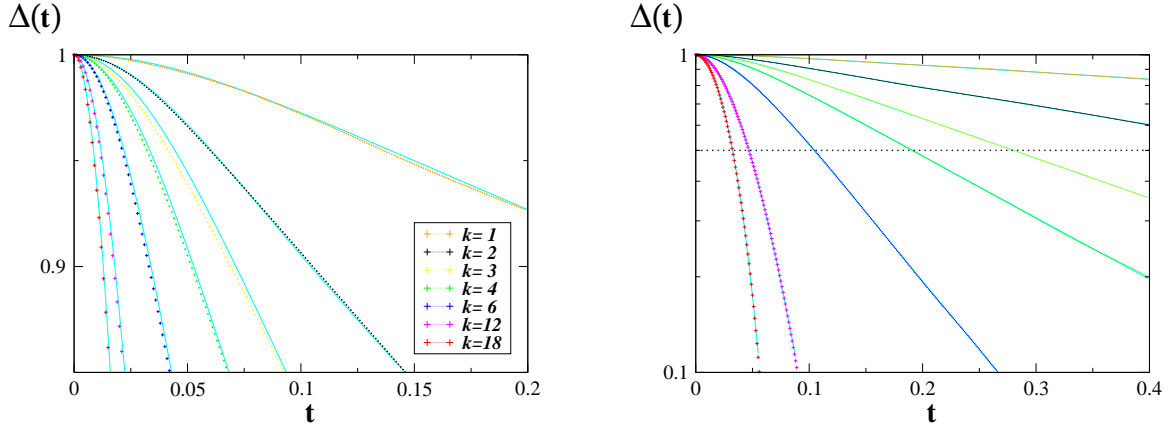 Δ(t)
1
0.9
0
0.05
0.1
0.15
0.2
t
k= 1
k= 2
k= 3
k= 4
k= 6
k=12
k=18
Δ(t)
1
0.1
0
0.1
0.2
0.3
0.4
t